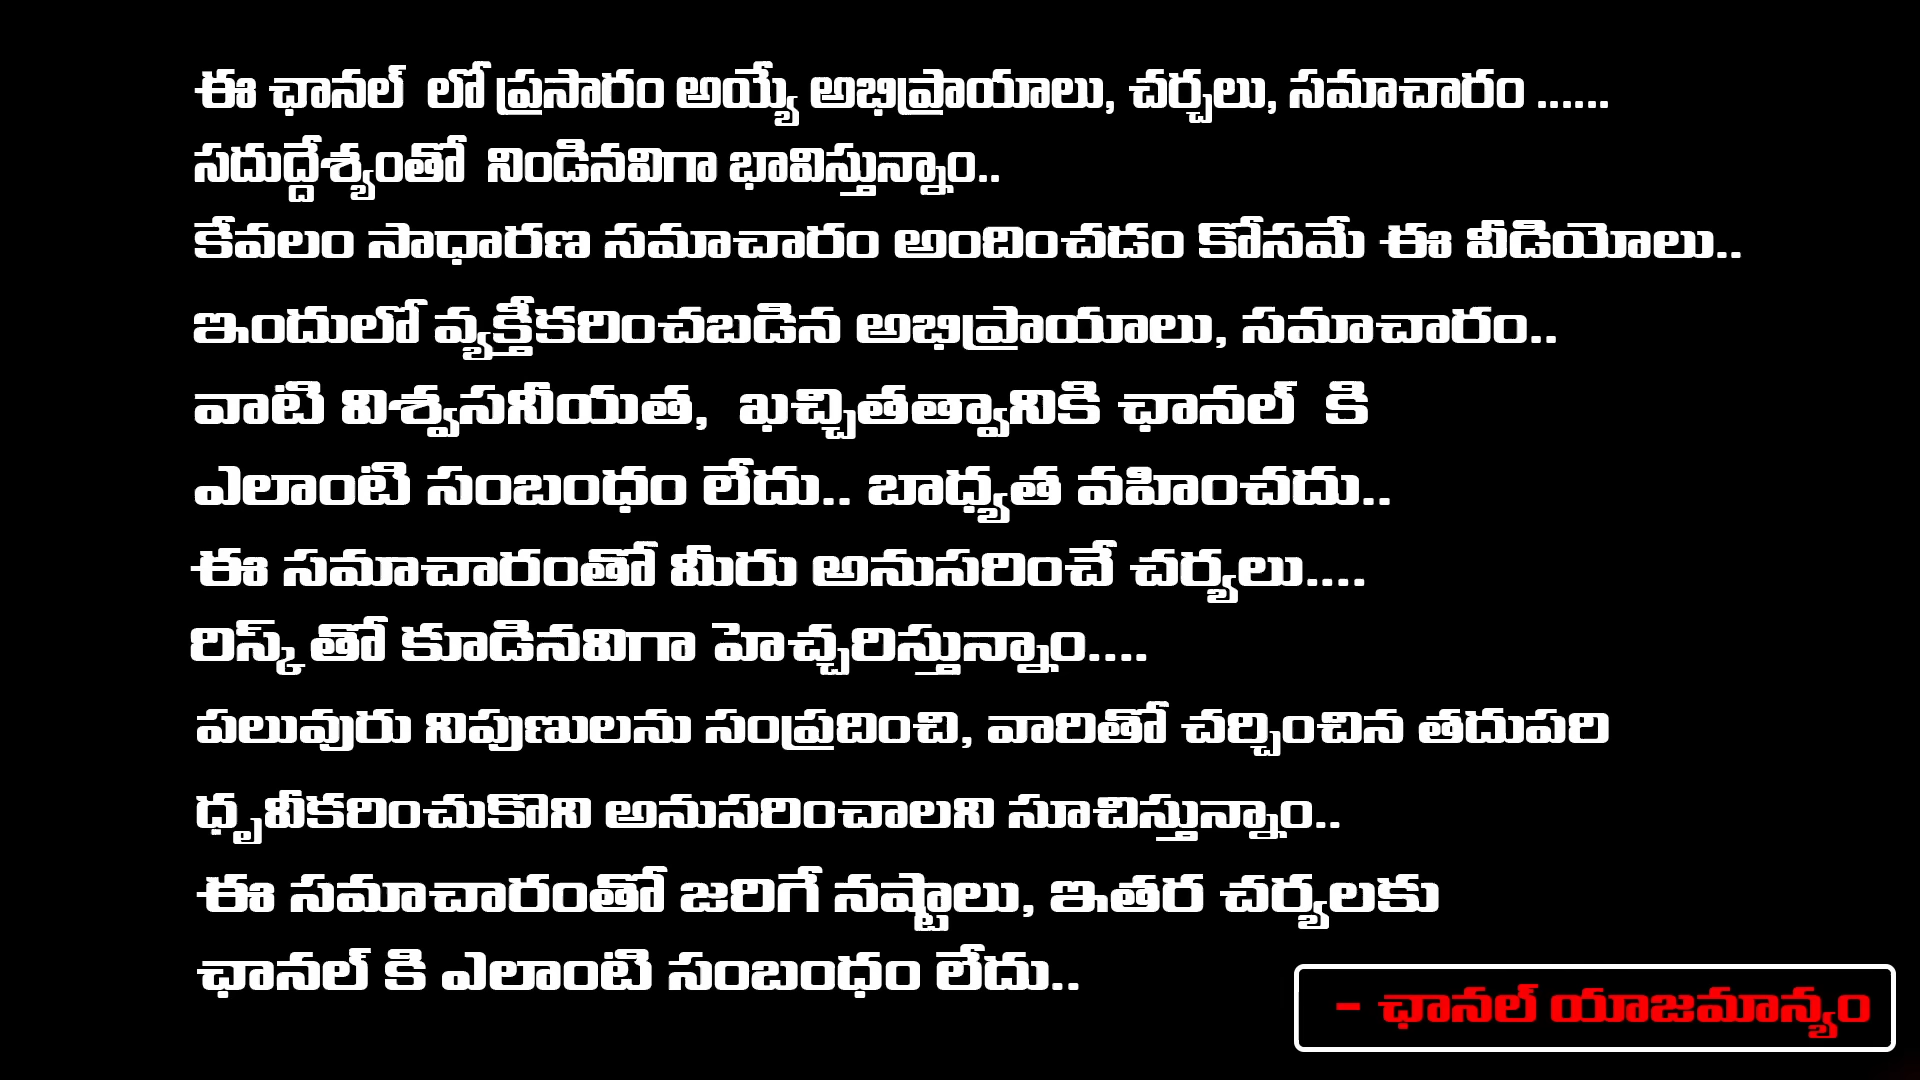 ఈ ఛానల్ లో ప్రసారం అయ్యే అభిప్రాయాలు, చర్చలు, సమాచారం ......
సదుద్దేశ్యంతో నిండినవిగా భావిస్తున్నాం..
కేవలం సాధారణ సమాచారం అందించడం కోసమే ఈ వీడియోలు..
ఇందులో వ్యక్తీకరించబడిన అభిప్రాయాలు, సమాచారం..
వాటి విశ్వసనీయత, ఖచ్చితత్వానికి ఛానల్ కి
ఎలాంటి సంబంధం లేదు.. బాధ్యత వహించదు..
ఈ సమాచారంతో మీరు అనుసరించే చర్యలు....
రిస్క్ తో కూడినవిగా హెచ్చరిస్తున్నాం....
పలువురు నిపుణులను సంప్రదించి, వారితో చర్చించిన తదుపరి
ధృవీకరించుకొని అనుసరించాలని సూచిస్తున్నాం..
ఈ సమాచారంతో జరిగే నష్టాలు, ఇతర చర్యలకు
ఛానల్ కి ఎలాంటి సంబంధం లేదు..
- ఛానల్ యాజమాన్యం